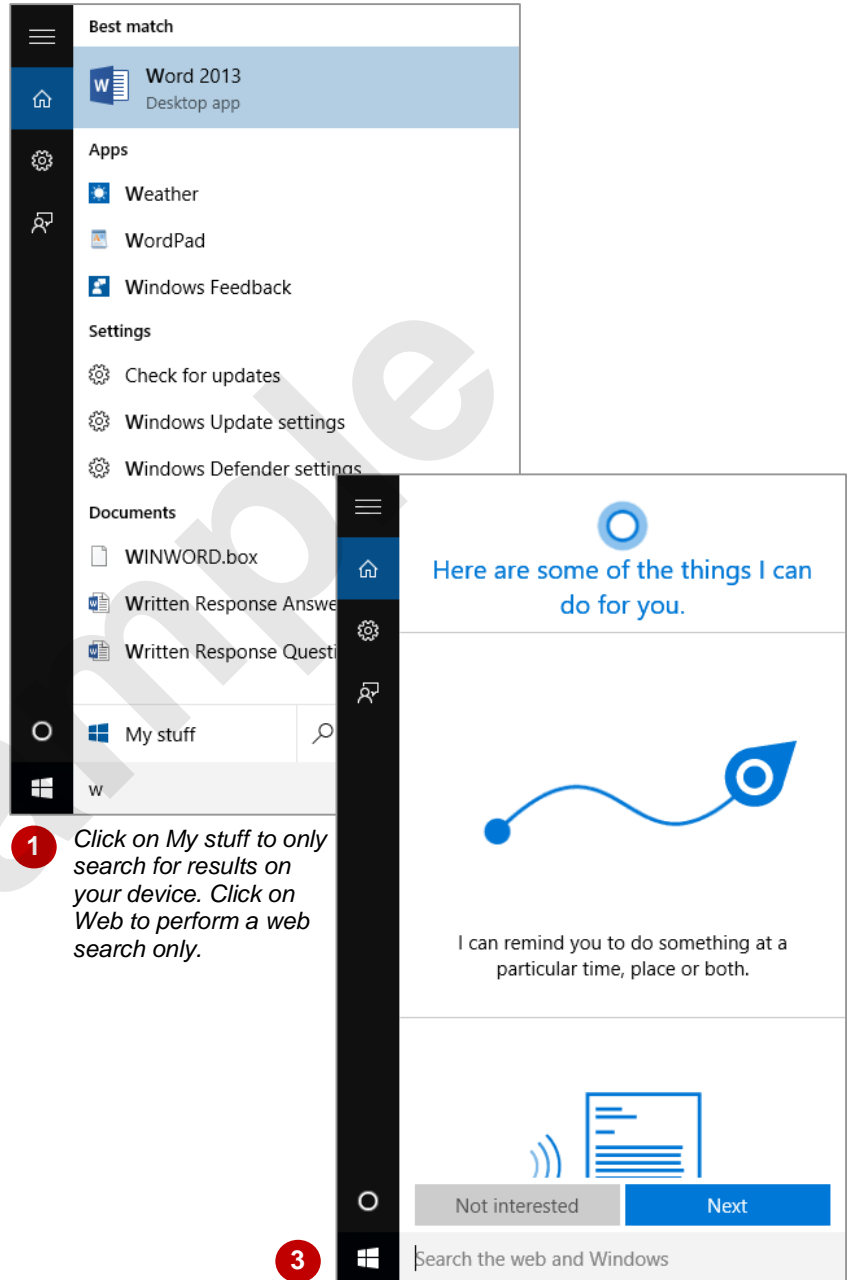 Best match
Word 2013
Desktop app
Apps
Weather
WordPad
Windows Feedback
Settings
Check for updates
Windows Update settings
Windows Defender settings
Documents
WINWORD.box
Written Response Answe
Written Response Questi
My stuff
w
1
Click on My stuff to only
search for results on
your device. Click on
Web to perform a web
search only.
Here are some of the things I can
do for you.
I can remind you to do something at a
particular time, place or both.
Not interested
Next
Search the web and Windows
3
ample